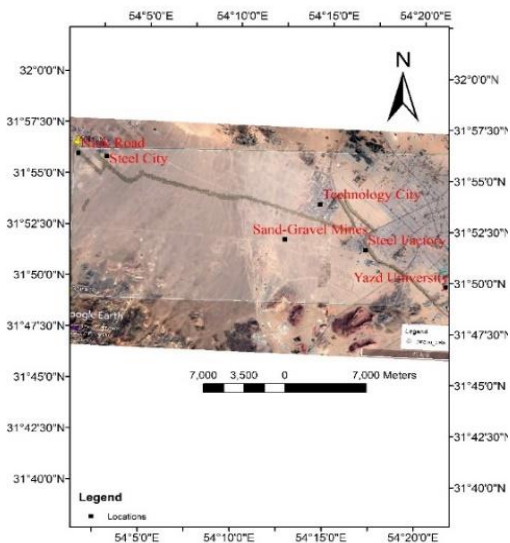 54°5'0"E 54°10'0"E 54°15'0"E 54°20'0"E
N
32°0'0"N
32°0'0"N
31°57'30"N
31°57'30"N
Road
Steel City
31°55'0"N
31°55'0"N
Technology City
31°52'30"N
Sand-Gravel Mines
Steel Factory
31°52'30"N
31°50'0"N
Yazd University
31°50'0"N
31°47'30"N
oogle Earth
Legend
31°47'30"N
31°45'0"N
7,000 3,500 0 7,000 Meters
31°45'0"N
31°42'30"N
31°42'30"N
31°40'0"N
31°40'0"N
Legend
Locations
54°5'0"E 54°10'0"E 54°15'0"E 54°20'0"E